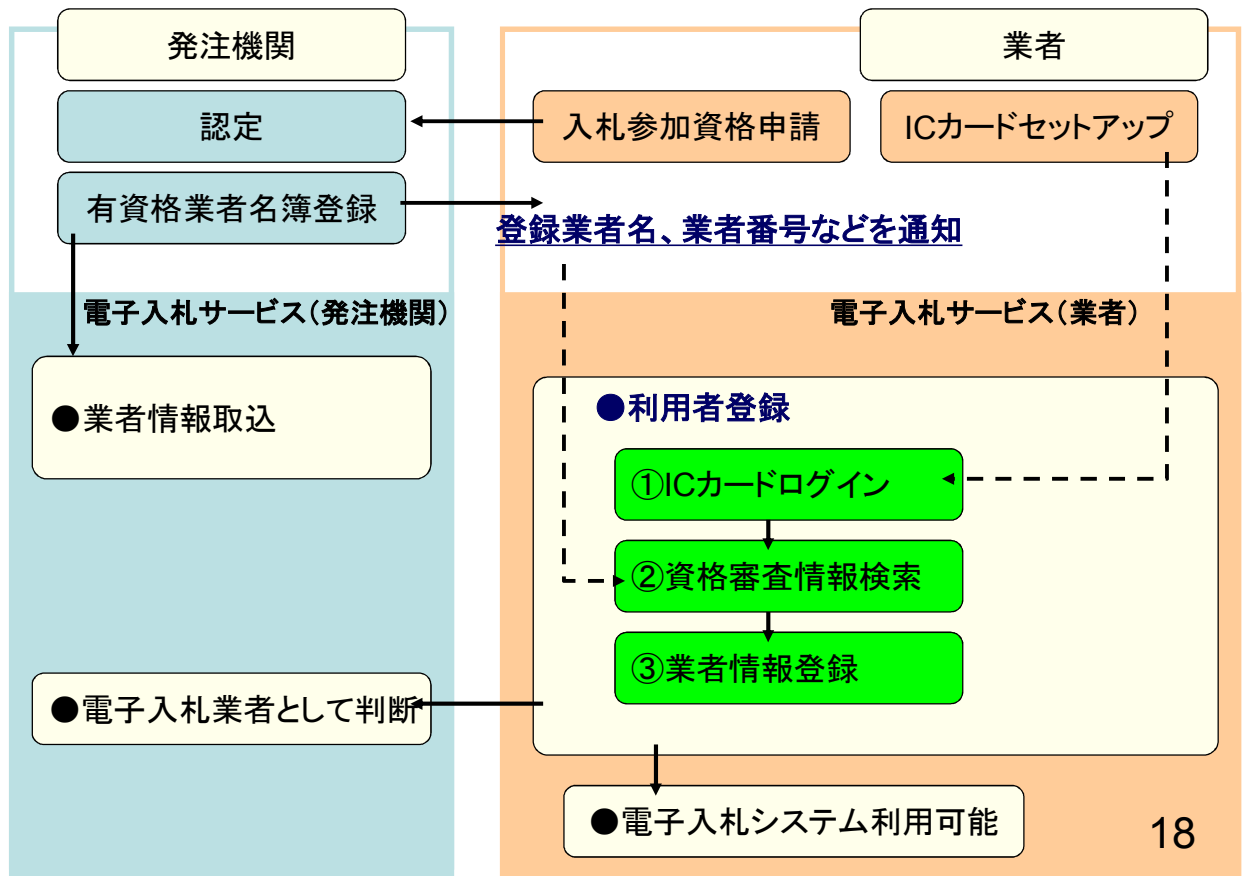 発注機関
業者
認定
入札参加資格申請
ICカードセットアップ
有資格業者名簿登録
登録業者名、業者番号などを通知
電子入札サービス（発注機関）
電子入札サービス（業者）
●業者情報取込
●利用者登録
①ICカードログイン
②資格審査情報検索
③業者情報登録
●電子入札業者として判断
●電子入札システム利用可能
18